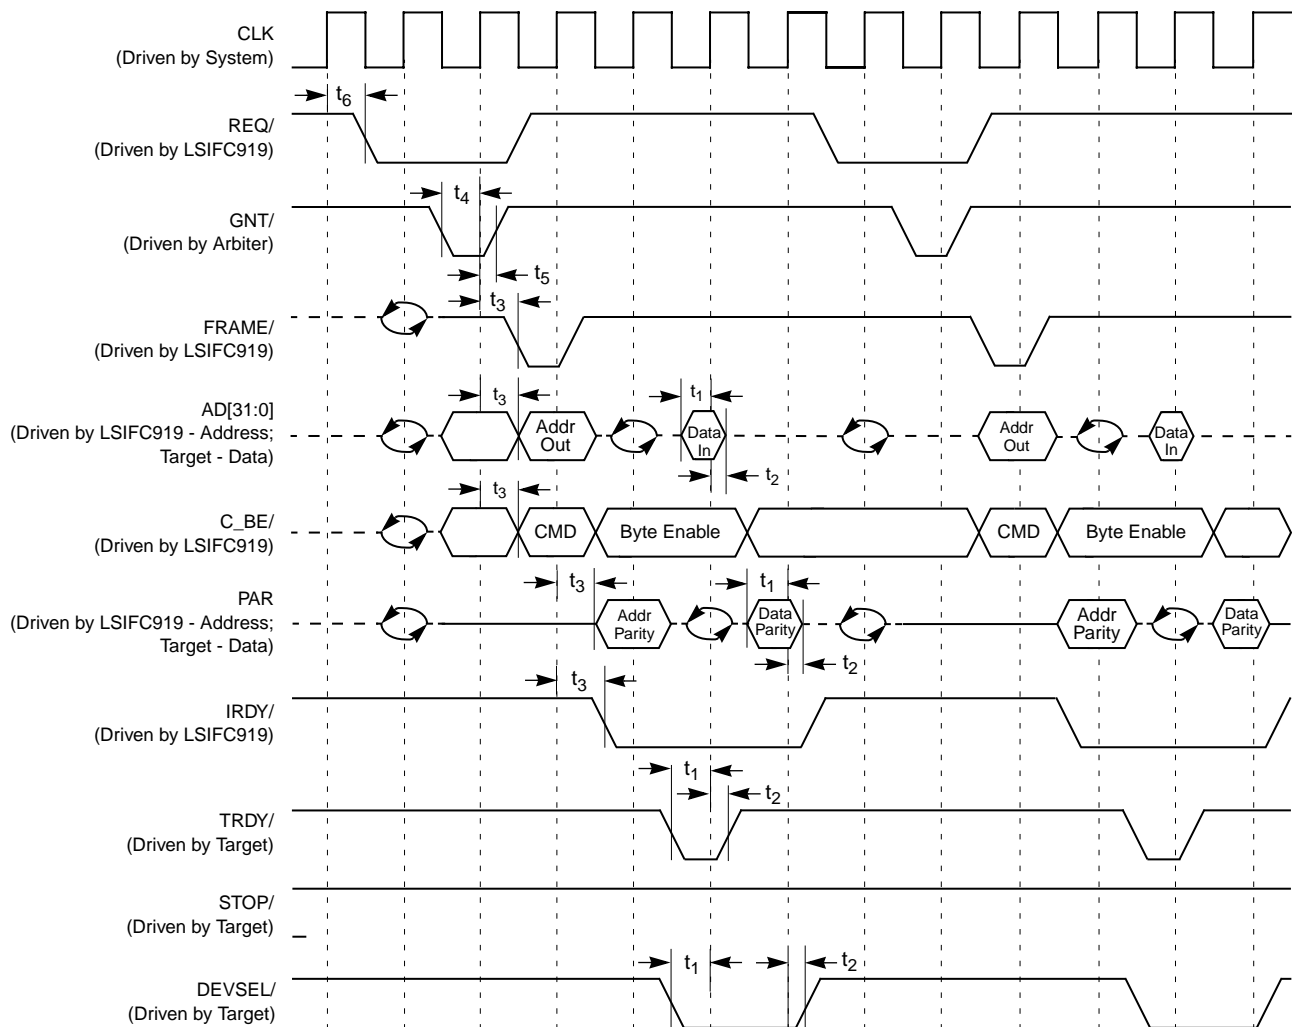 CLK
(Driven by System)
t6
REQ/
(Driven by LSIFC919)
t4
GNT/
(Driven by Arbiter)
t5
t3
FRAME/
(Driven by LSIFC919)
t3
t1
AD[31:0]
(Driven by LSIFC919 - Address;
Target - Data)
Addr
Out
Data
In
Addr
Out
Data
In
t2
t3
C_BE/
(Driven by LSIFC919)
CMD
Byte Enable
CMD
Byte Enable
t3
t1
PAR
(Driven by LSIFC919 - Address;
Target - Data)
Addr
Parity
Data
Parity
Addr
Parity
Data
Parity
t2
t3
IRDY/
(Driven by LSIFC919)
t1
t2
TRDY/
(Driven by Target)
STOP/
(Driven by Target)
t1
t2
DEVSEL/
(Driven by Target)